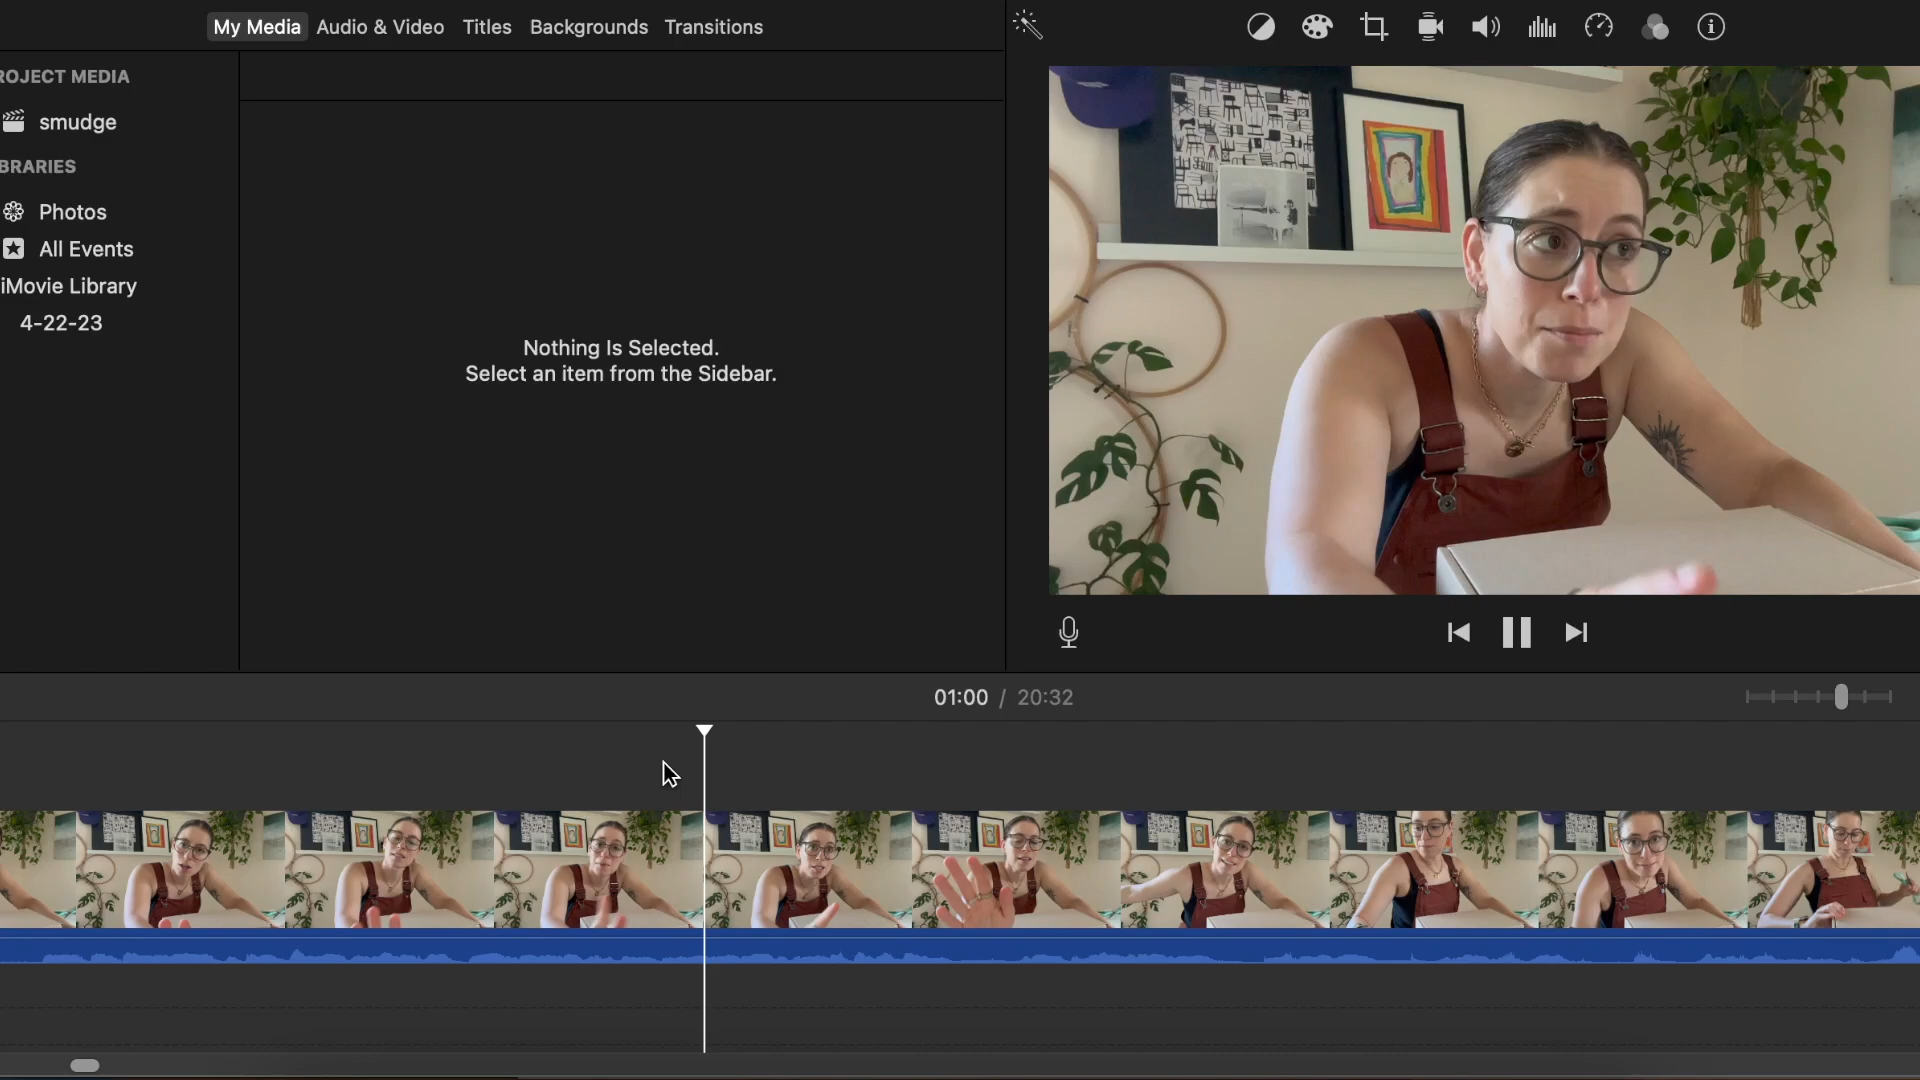 My Media Audio & Video Titles Backgrounds Transitions
ROJECT MEDIA
smudge
BRARIES
Photos
All Events
iMovie Library
4-22-23
Nothing Is Selected.
Select an item from the Sidebar.
01:00 / 20:32